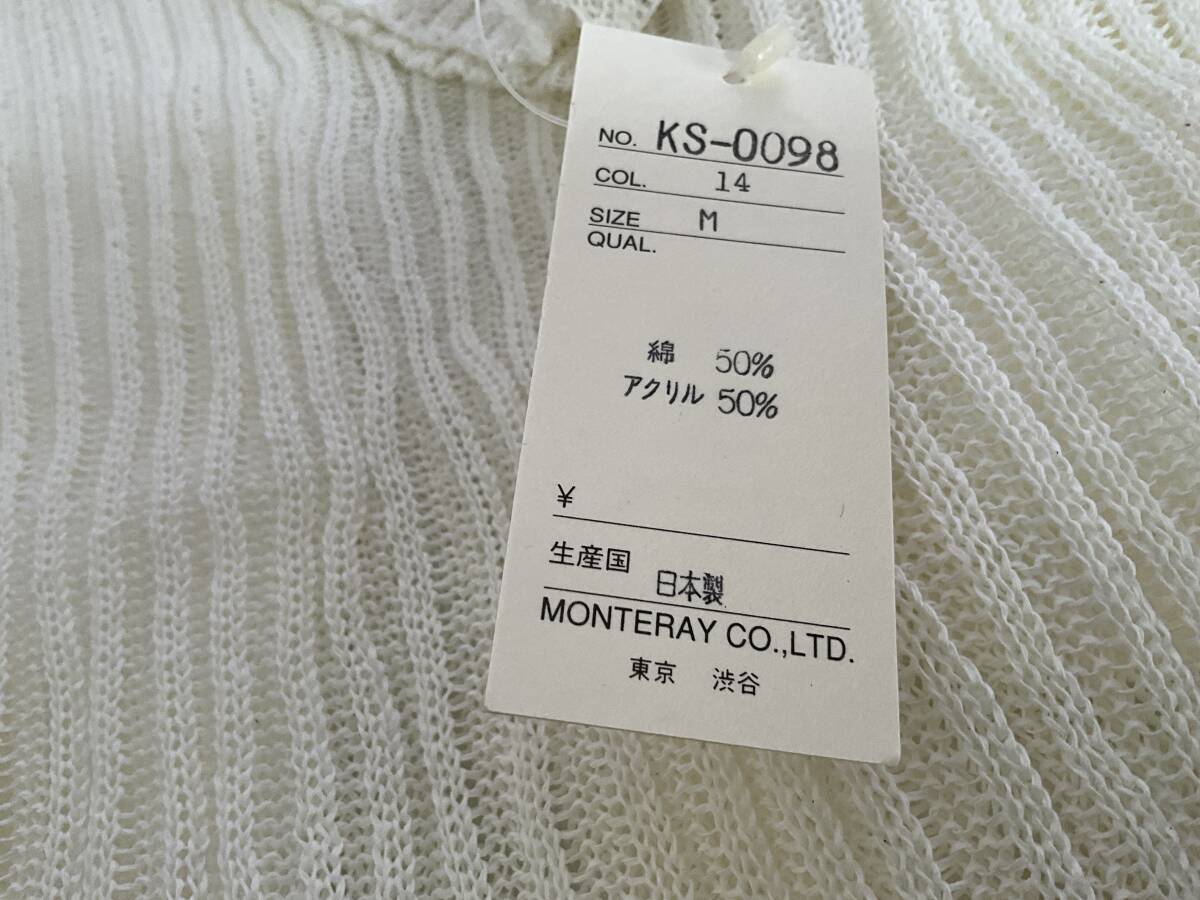 NO. KS-0098
COL. 14
SIZE M
QUAL.
綿 50%
アクリル 50%
¥
生産国 日本製
MONTERAY CO.,LTD.
東京 渋谷